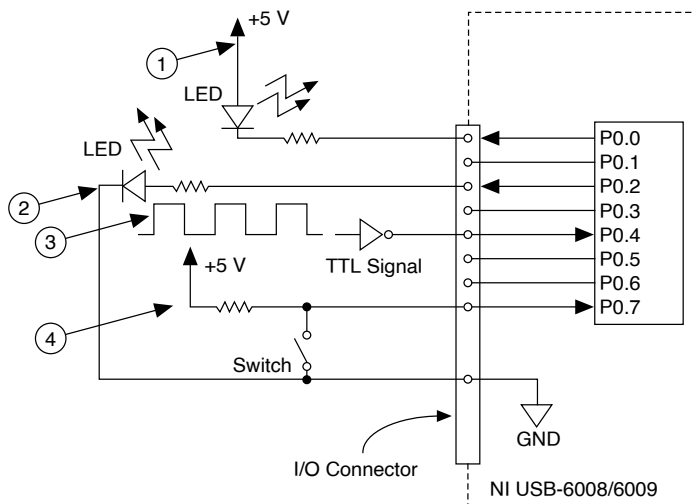 +5 V
1
LED
LED
P0.0
P0.1
2
P0.2
3
P0.3
P0.4
TTL Signal
+5 V
P0.5
P0.6
4
P0.7
Switch
GND
I/O Connector
NI USB-6008/6009